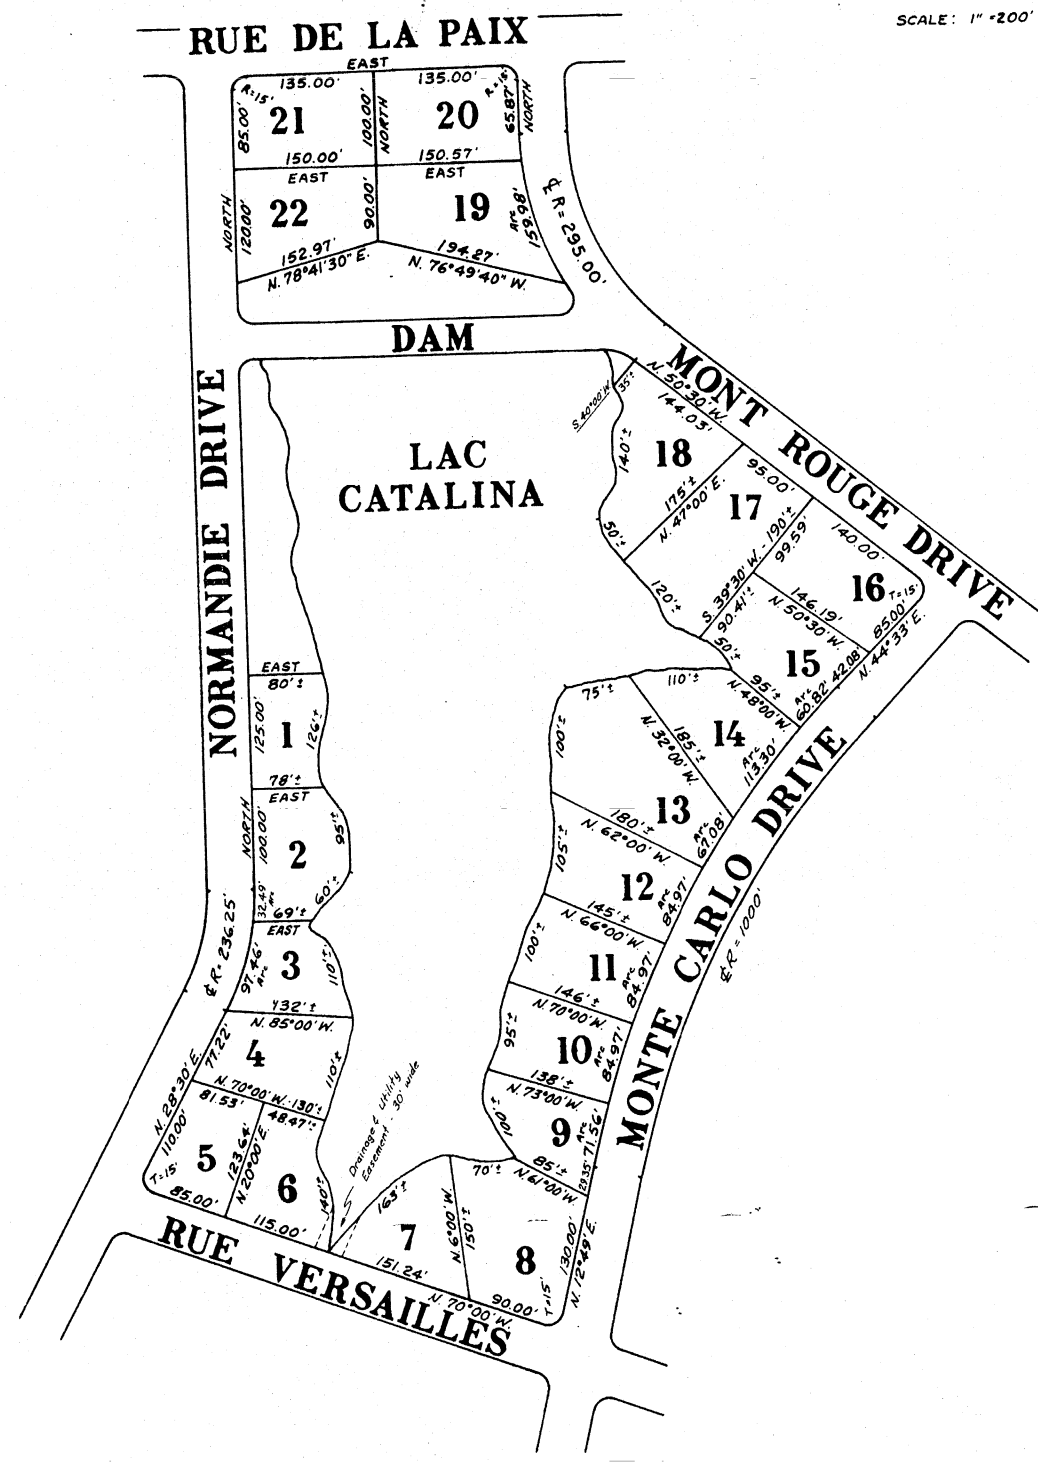 SCALE: 1" =200'
RUE DE LA PAIX
EAST
135.00'
135.00'
R=15'
R=15'
85.00'
21
100.00'
NORTH
20
65.87'
NORTH
150.00'
EAST
150.57'
EAST
NORTH
120.00'
22
90.00'
19
Arc
159.98'
℄ R=295.00'
152.97'
N. 78°41'30" E.
194.27'
N. 76°49'40" W.
DAM
NORMANDIE DRIVE
LAC
CATALINA
MONT ROUGE DRIVE
S. 40°00' W.
35'±
N. 50°30' W.
144.03'
140'±
18
175'±
N. 47°00' E.
50'±
95.00'
17
S. 39°30' W. - 190'±
99.59'
90.41'±
120'±
50'±
140.00'
16
T=15'
146.19'
N. 50°30' W.
85.00'
N. 44°33' E.
15
42.08'
Arc
60.82'
95'±
N. 48°00' W.
EAST
80'±
125.00'
1
126'±
78'±
EAST
NORTH
100.00'
2
95'±
60'±
32.49'
Arc
69'±
EAST
℄ R=236.25'
97.46'
Arc
3
110'±
132'±
N. 85°00' W.
77.22'
4
110'±
N. 28°30' E.
N. 70°00' W. - 130'±
81.53'
48.47'±
110.00'
5
T=15'
85.00'
123.64'
N. 20°00' E.
6
140'±
115.00'
Drainage & Utility
Easement - 30' wide
163'±
7
151.24'
N. 6°00' W.
150'±
70'±
8
90.00'
T=15'
N. 70°00' W.
130.00'
N. 12°49' E.
RUE VERSAILLES
75'±
110'±
14
185'±
N. 32°00' W.
Arc
113.30'
100'±
13
180'±
N. 62°00' W.
Arc
67.08'
105'±
12
145'±
N. 66°00' W.
Arc
84.97'
100'±
11
146'±
N. 70°00' W.
Arc
84.97'
95'±
10
138'±
N. 73°00' W.
Arc
84.97'
100'±
9
85'±
N. 61°00' W.
Arc
71.56'
29.35'
MONTE CARLO DRIVE
℄ R=1000'